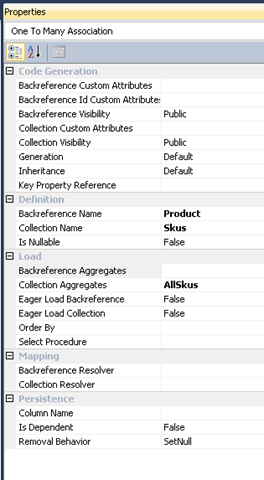 Properties
One To Many Association
Code Generation
Backreference Custom Attributes
Backreference Id Custom Attributes
Backreference Visibility Public
Collection Custom Attributes
Collection Visibility Public
Generation Default
Inheritance Default
Key Property Reference
Definition
Backreference Name Product
Collection Name Skus
Is Nullable False
Load
Backreference Aggregates
Collection Aggregates AllSkus
Eager Load Backreference False
Eager Load Collection False
Order By
Select Procedure
Mapping
Backreference Resolver
Collection Resolver
Persistence
Column Name
Is Dependent False
Removal Behavior SetNull